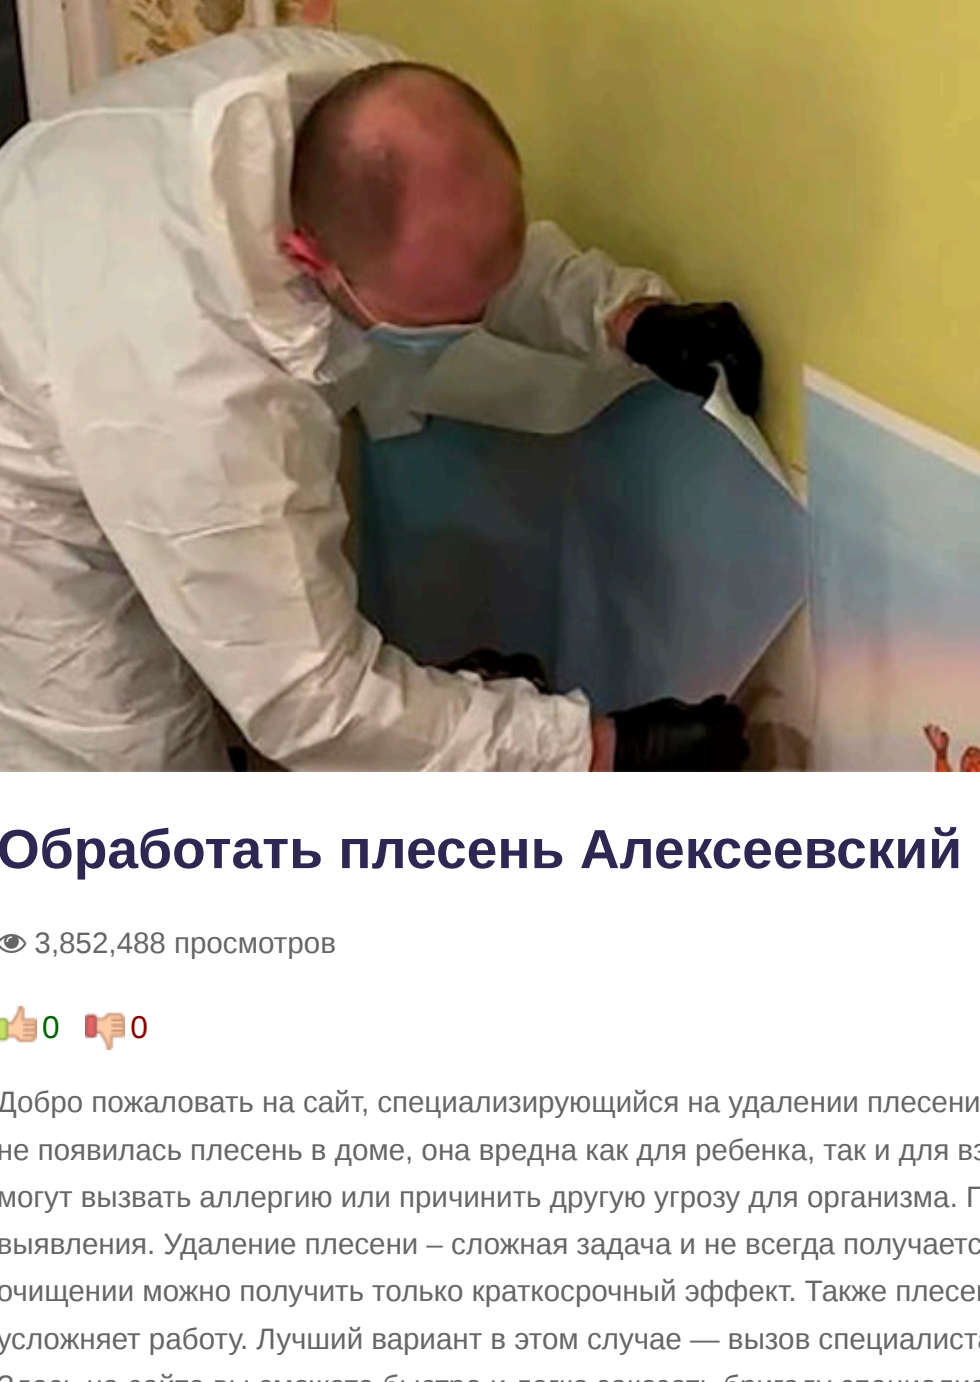 Обработать плесень Алексеевский
3,852,488 просмотров
0 0
Добро пожаловать на сайт, специализирующийся на удалении плесени
не появилась плесень в доме, она вредна как для ребенка, так и для
могут вызвать аллергию или причинить другую угрозу для организма.
выявления. Удаление плесени – сложная задача и не всегда
очищении можно получить только краткосрочный эффект. Также
усложняет работу. Лучший вариант в этом случае — вызов